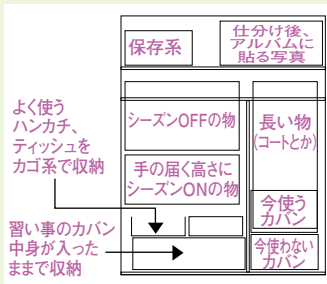 保存系
仕分け後、
アルバムに
貼る写真
シーズンOFFの物
長い物
(コートとか)
よく使う
ハンカチ、
ティッシュを
カゴ系で収納
手の届く高さに
シーズンONの物
今使う
カバン
習い事のカバン
中身が入った
ままで収納
今使わない
カバン